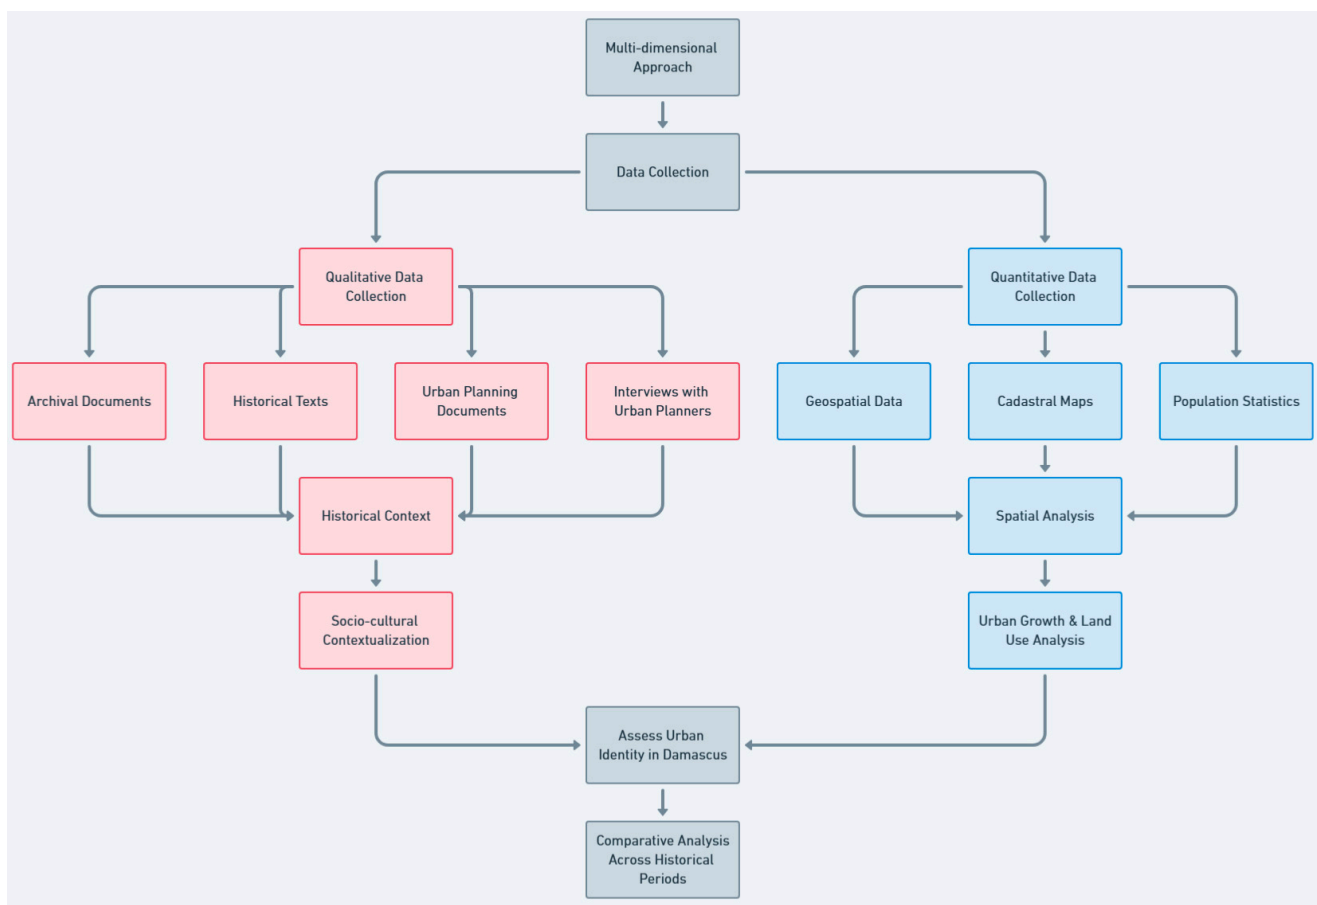 Multi-dimensional
Approach
Data Collection
Qualitative Data
Collection
Quantitative Data
Collection
Archival Documents
Historical Texts
Urban Planning
Documents
Interviews with
Urban Planners
Geospatial Data
Cadastral Maps
Population Statistics
Historical Context
Spatial Analysis
Socio-cultural
Contextualization
Urban Growth & Land
Use Analysis
Assess Urban
Identity in Damascus
Comparative Analysis
Across Historical
Periods